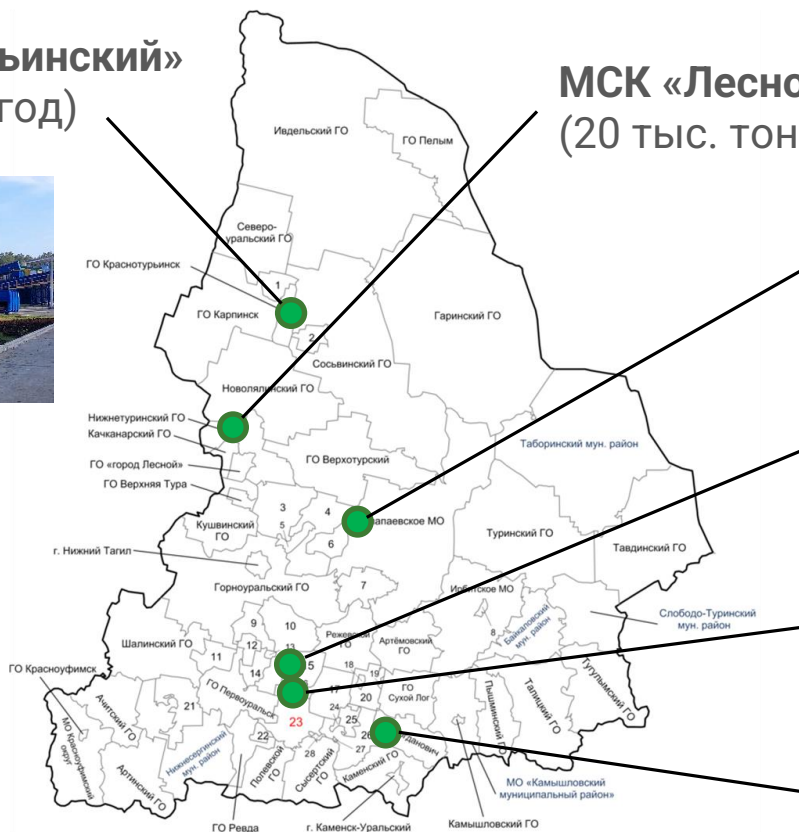 ьинский»
год)
МСК «Лесно
(20 тыс. тон
Ивдельский ГО
ГО Пелым
Северо-
уральский ГО
ГО Краснотурьинск
1
ГО Карпинск
Гаринский ГО
2
Сосьвинский ГО
Новолялинский ГО
Нижнетуринский ГО
Качканарский ГО
Таборинский мун. район
ГО «город Лесной»
ГО Верхотурский
ГО Верхняя Тура
3
4
5
Кушвинский
ГО
апаевское МО
6
Туринский ГО
Тавдинский ГО
г. Нижний Тагил
Горноуральский ГО
7
Ирбитское МО
8
Байкаловский
мун. район
Слободо-Туринский
мун. район
9
10
Шалинский ГО
11
12
14
5
Режевской
ГО
Артёмовский
ГО
18
19
20
ГО
Сухой Лог
ГО Красноуфимск
Ачитский ГО
МО Красноуфимский
округ
Артинский ГО
21
ГО Первоуральск
23
24
25
26
27
28
22
Нижнесергинский
мун. район
Полевской
ГО
Сысертский
ГО
Каменский ГО
данович
Пышминский ГО
Талицкий ГО
Тугулымский ГО
МО «Камышловский
муниципальный район»
ГО Ревда
г. Каменск-Уральский
Камышловский ГО